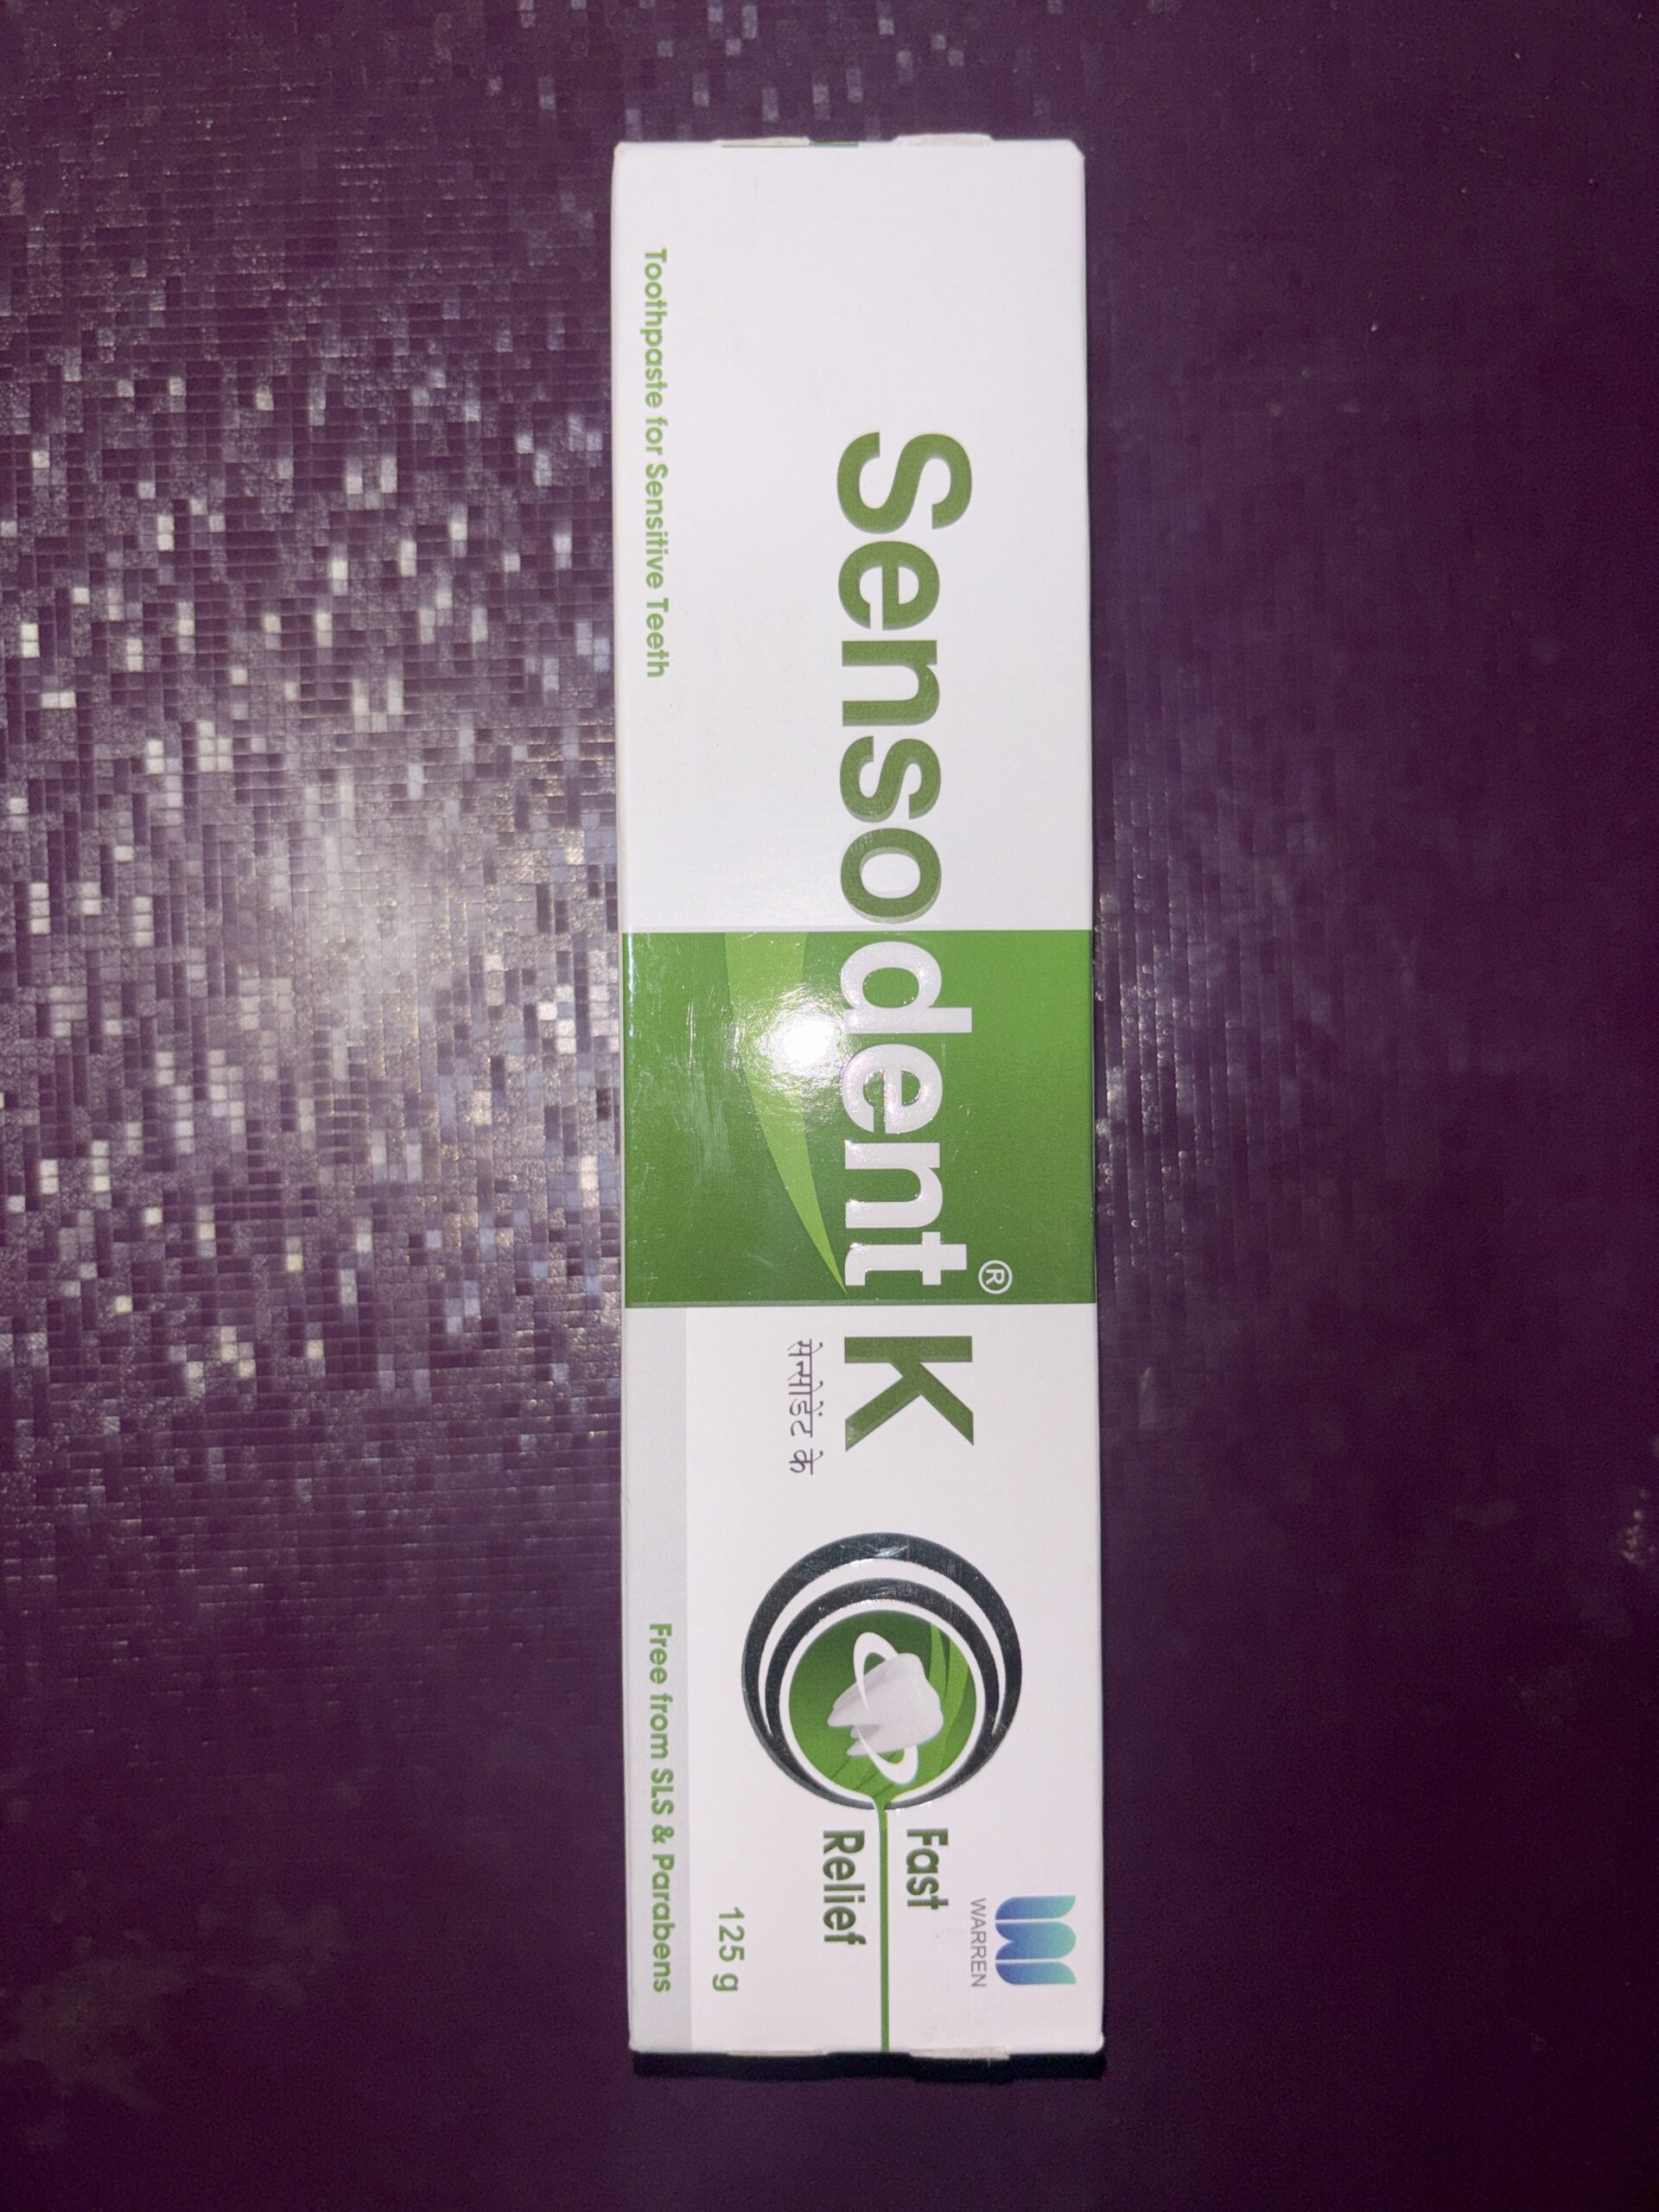 WARREN
Sensodent® K
सेन्सोडेंट के
Fast
Relief
125 g
Toothpaste for Sensitive Teeth
Free from SLS & Parabens